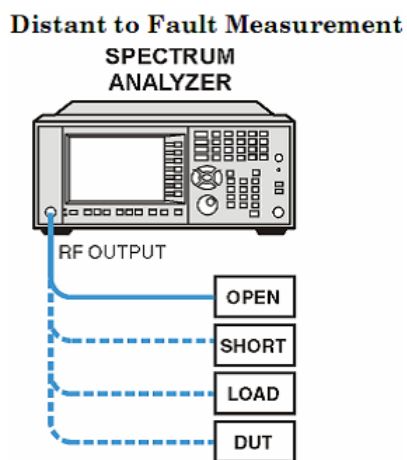 Distant to Fault Measurement
SPECTRUM
ANALYZER
RF OUTPUT
OPEN
SHORT
LOAD
DUT